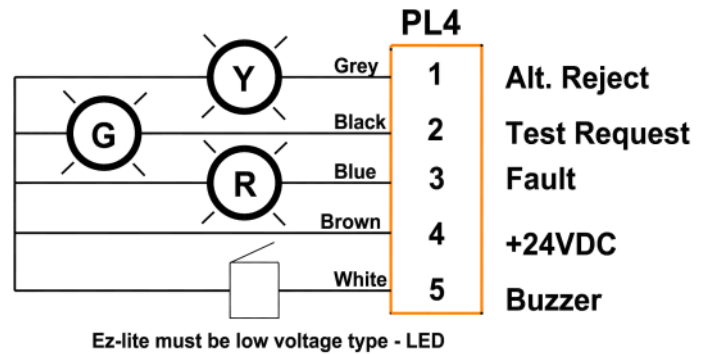 PL4
Y Grey 1 Alt. Reject
G Black 2 Test Request
R Blue 3 Fault
Brown 4 +24VDC
White 5 Buzzer
Ez-lite must be low voltage type - LED